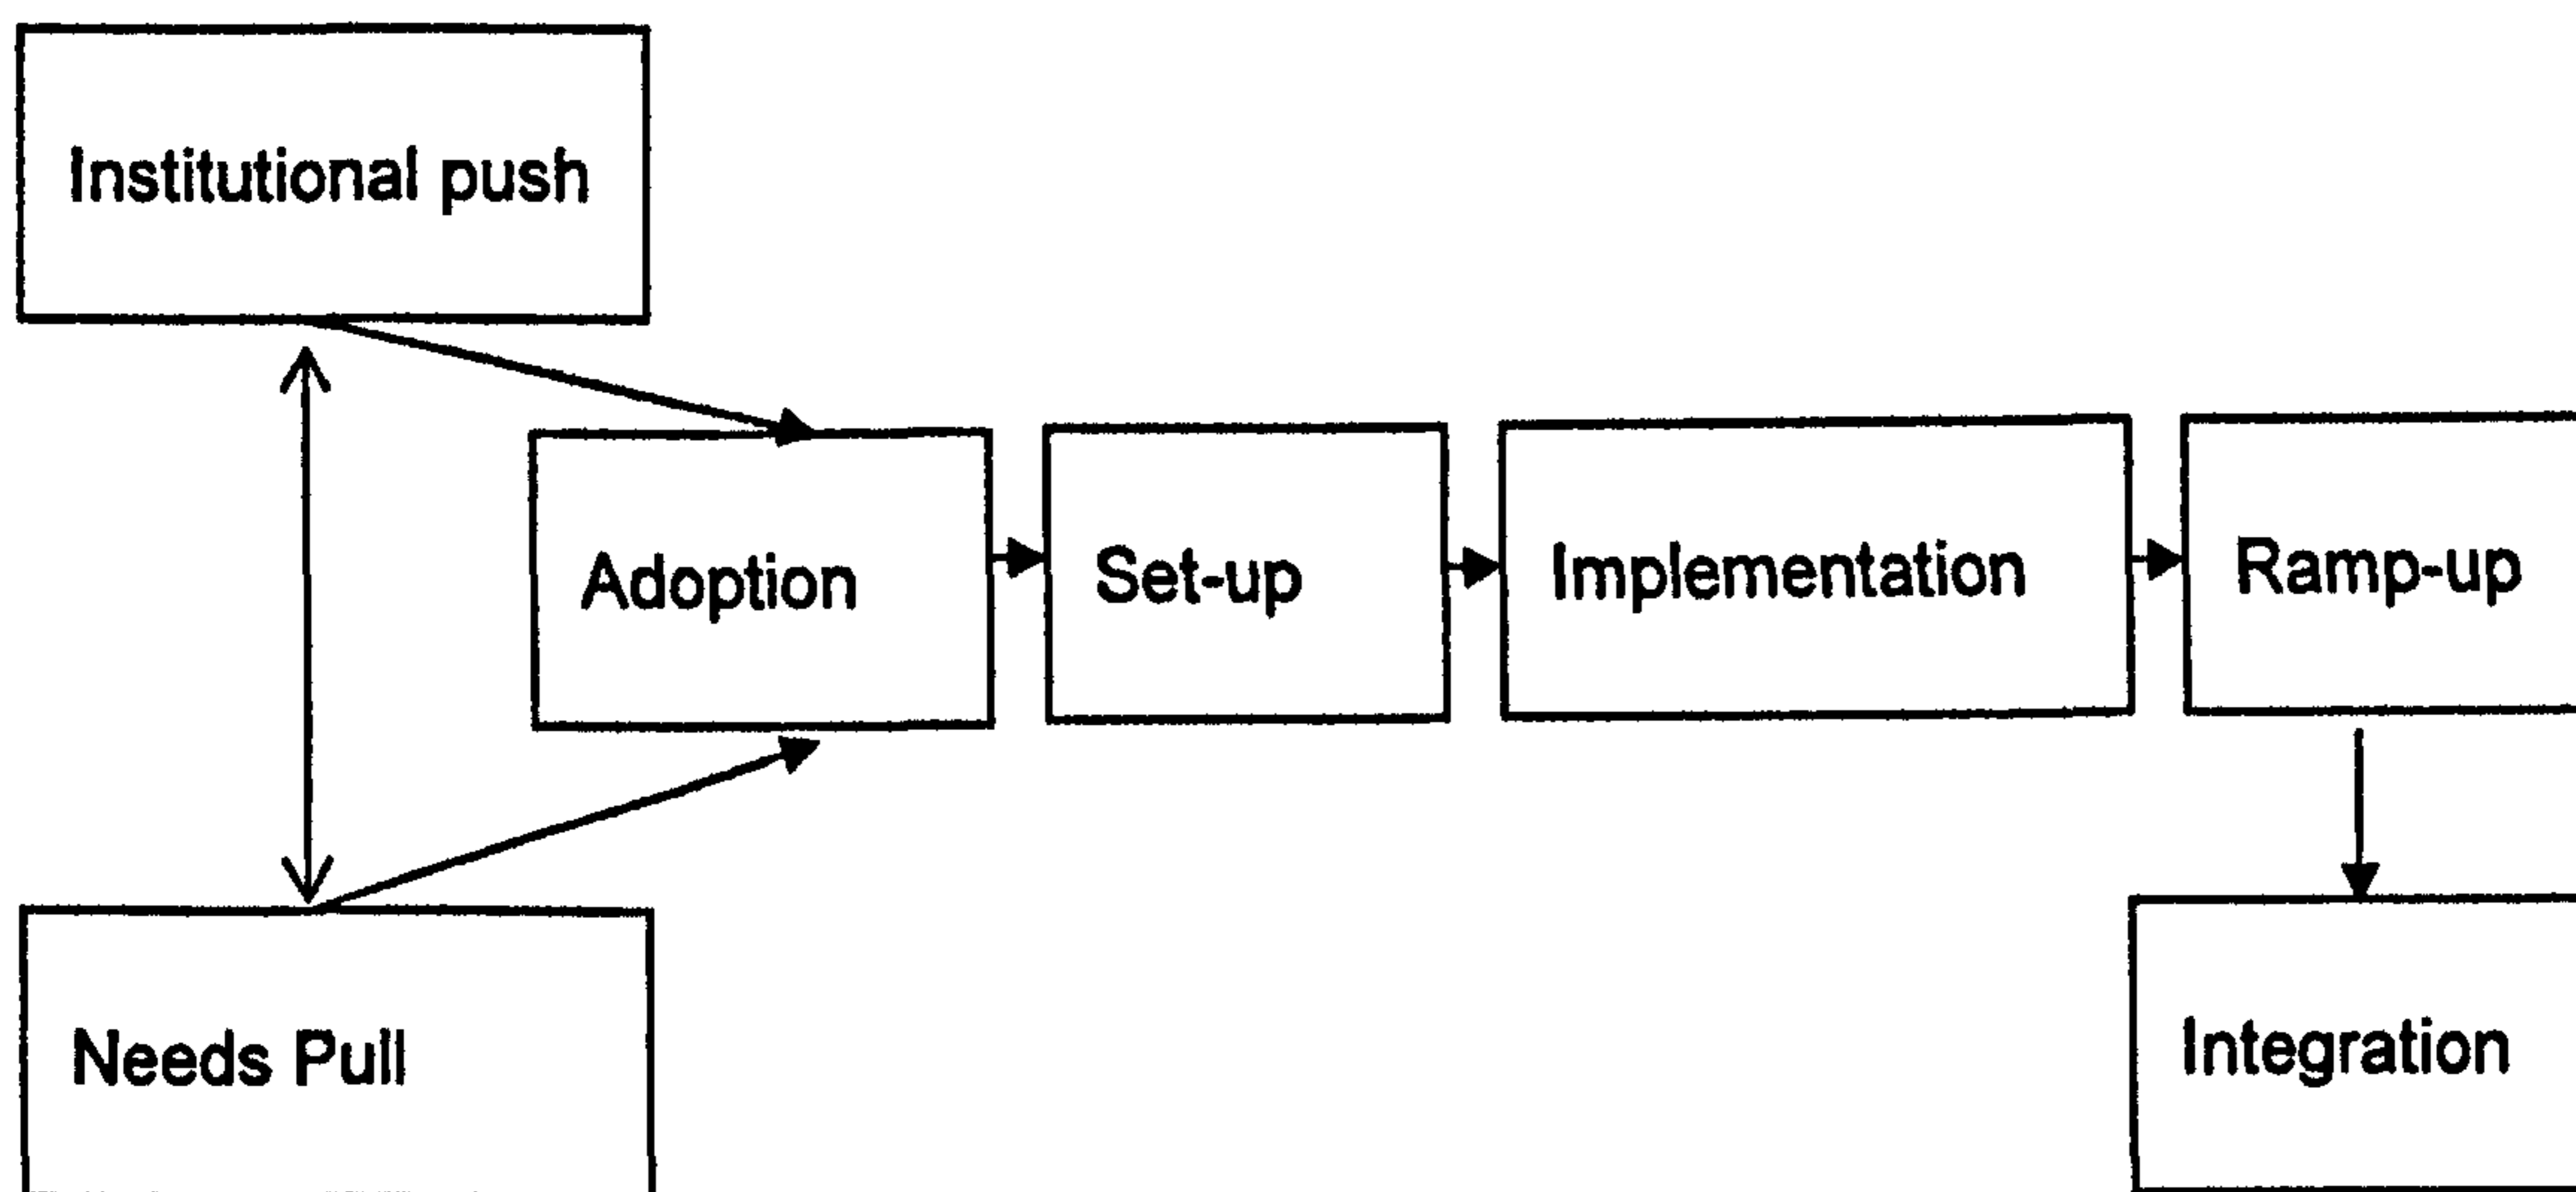 Institutional push
Adoption
Set-up
Implementation
Ramp-up
Needs Pull
Integration